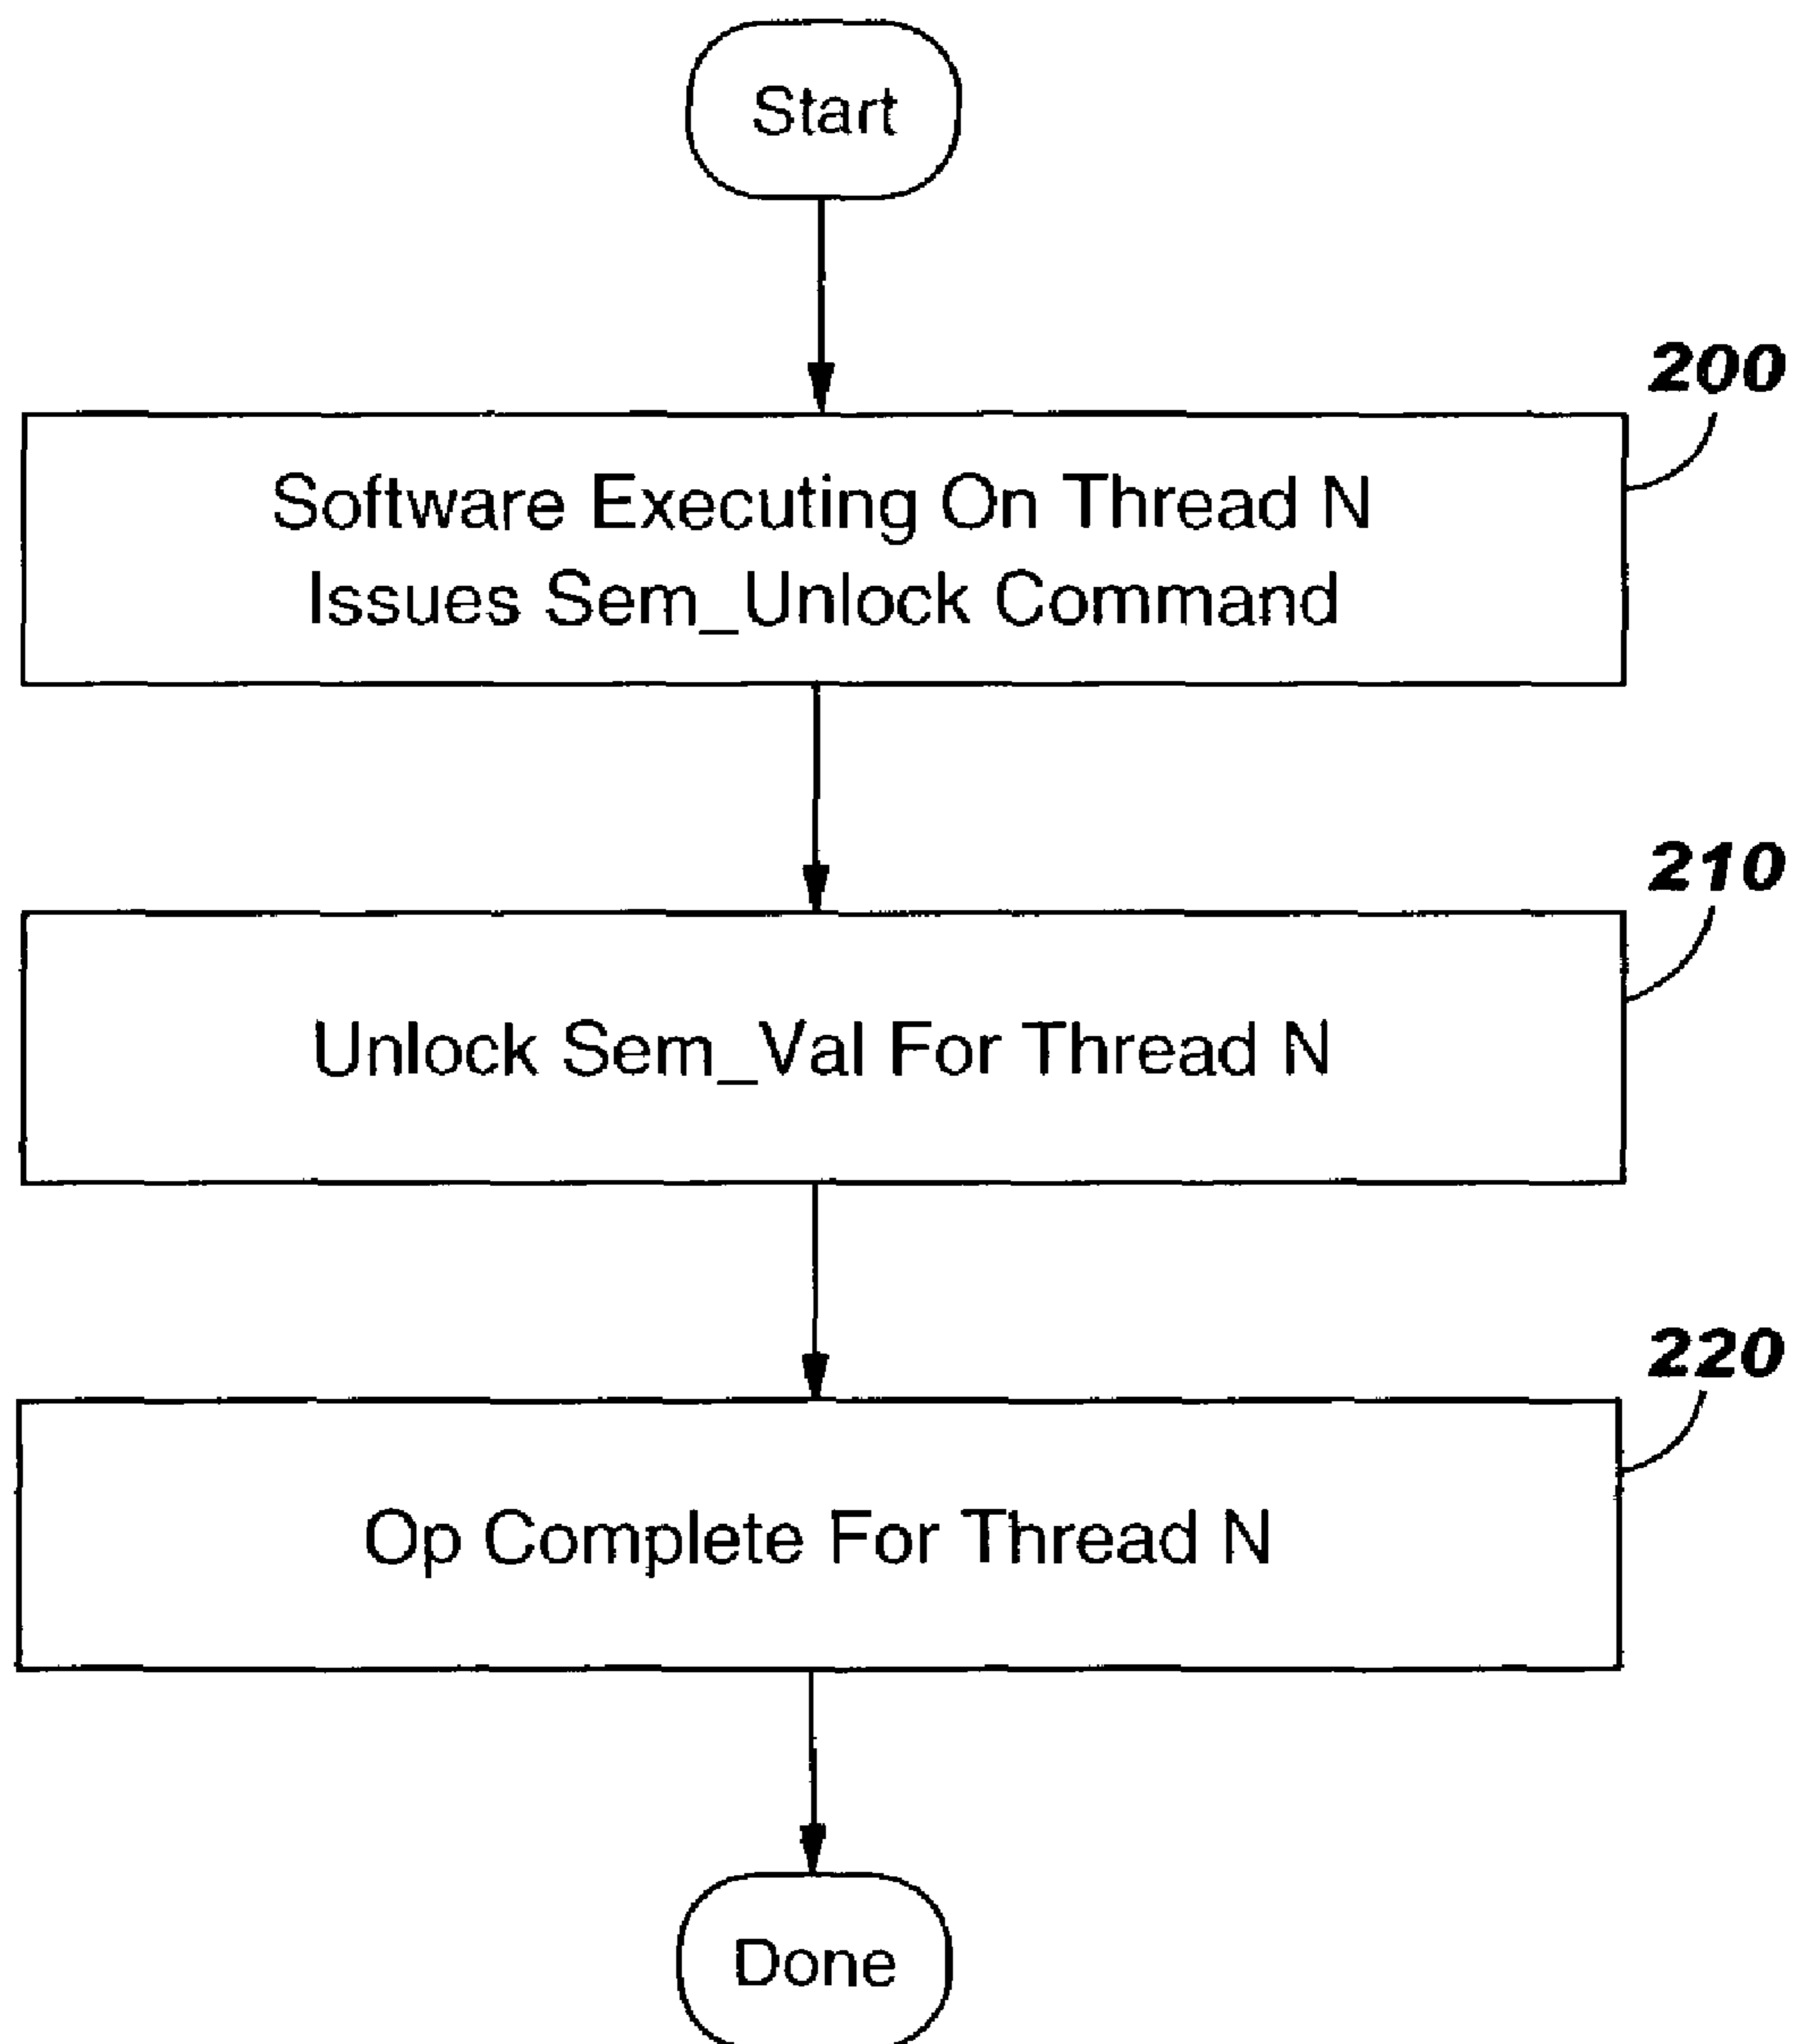 Start
200
Software Executing On Thread N
Issues Sem_Unlock Command
210
Unlock Sem_Val For Thread N
220
Op Complete For Thread N
Done